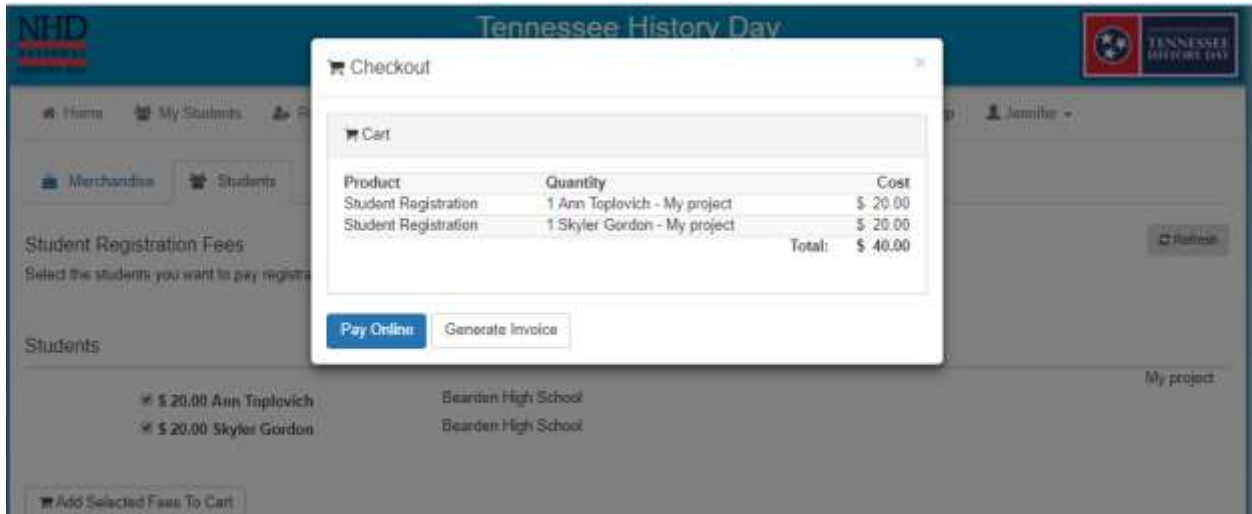 NHD
Tennessee History Day
TENNESSEE
HISTORY DAY
Checkout
×
Home My Students Jennifer
Cart
Merchandise Students
Product Quantity Cost
Student Registration 1 Ann Toplovich - My project $ 20.00
Student Registration 1 Skyler Gordon - My project $ 20.00
Total: $ 40.00
Student Registration Fees
Refresh
Select the students you want to pay
Pay Online Generate Invoice
Students
My project
$ 20.00 Ann Toplovich Bearden High School
$ 20.00 Skyler Gordon Bearden High School
Add Selected Fees To Cart